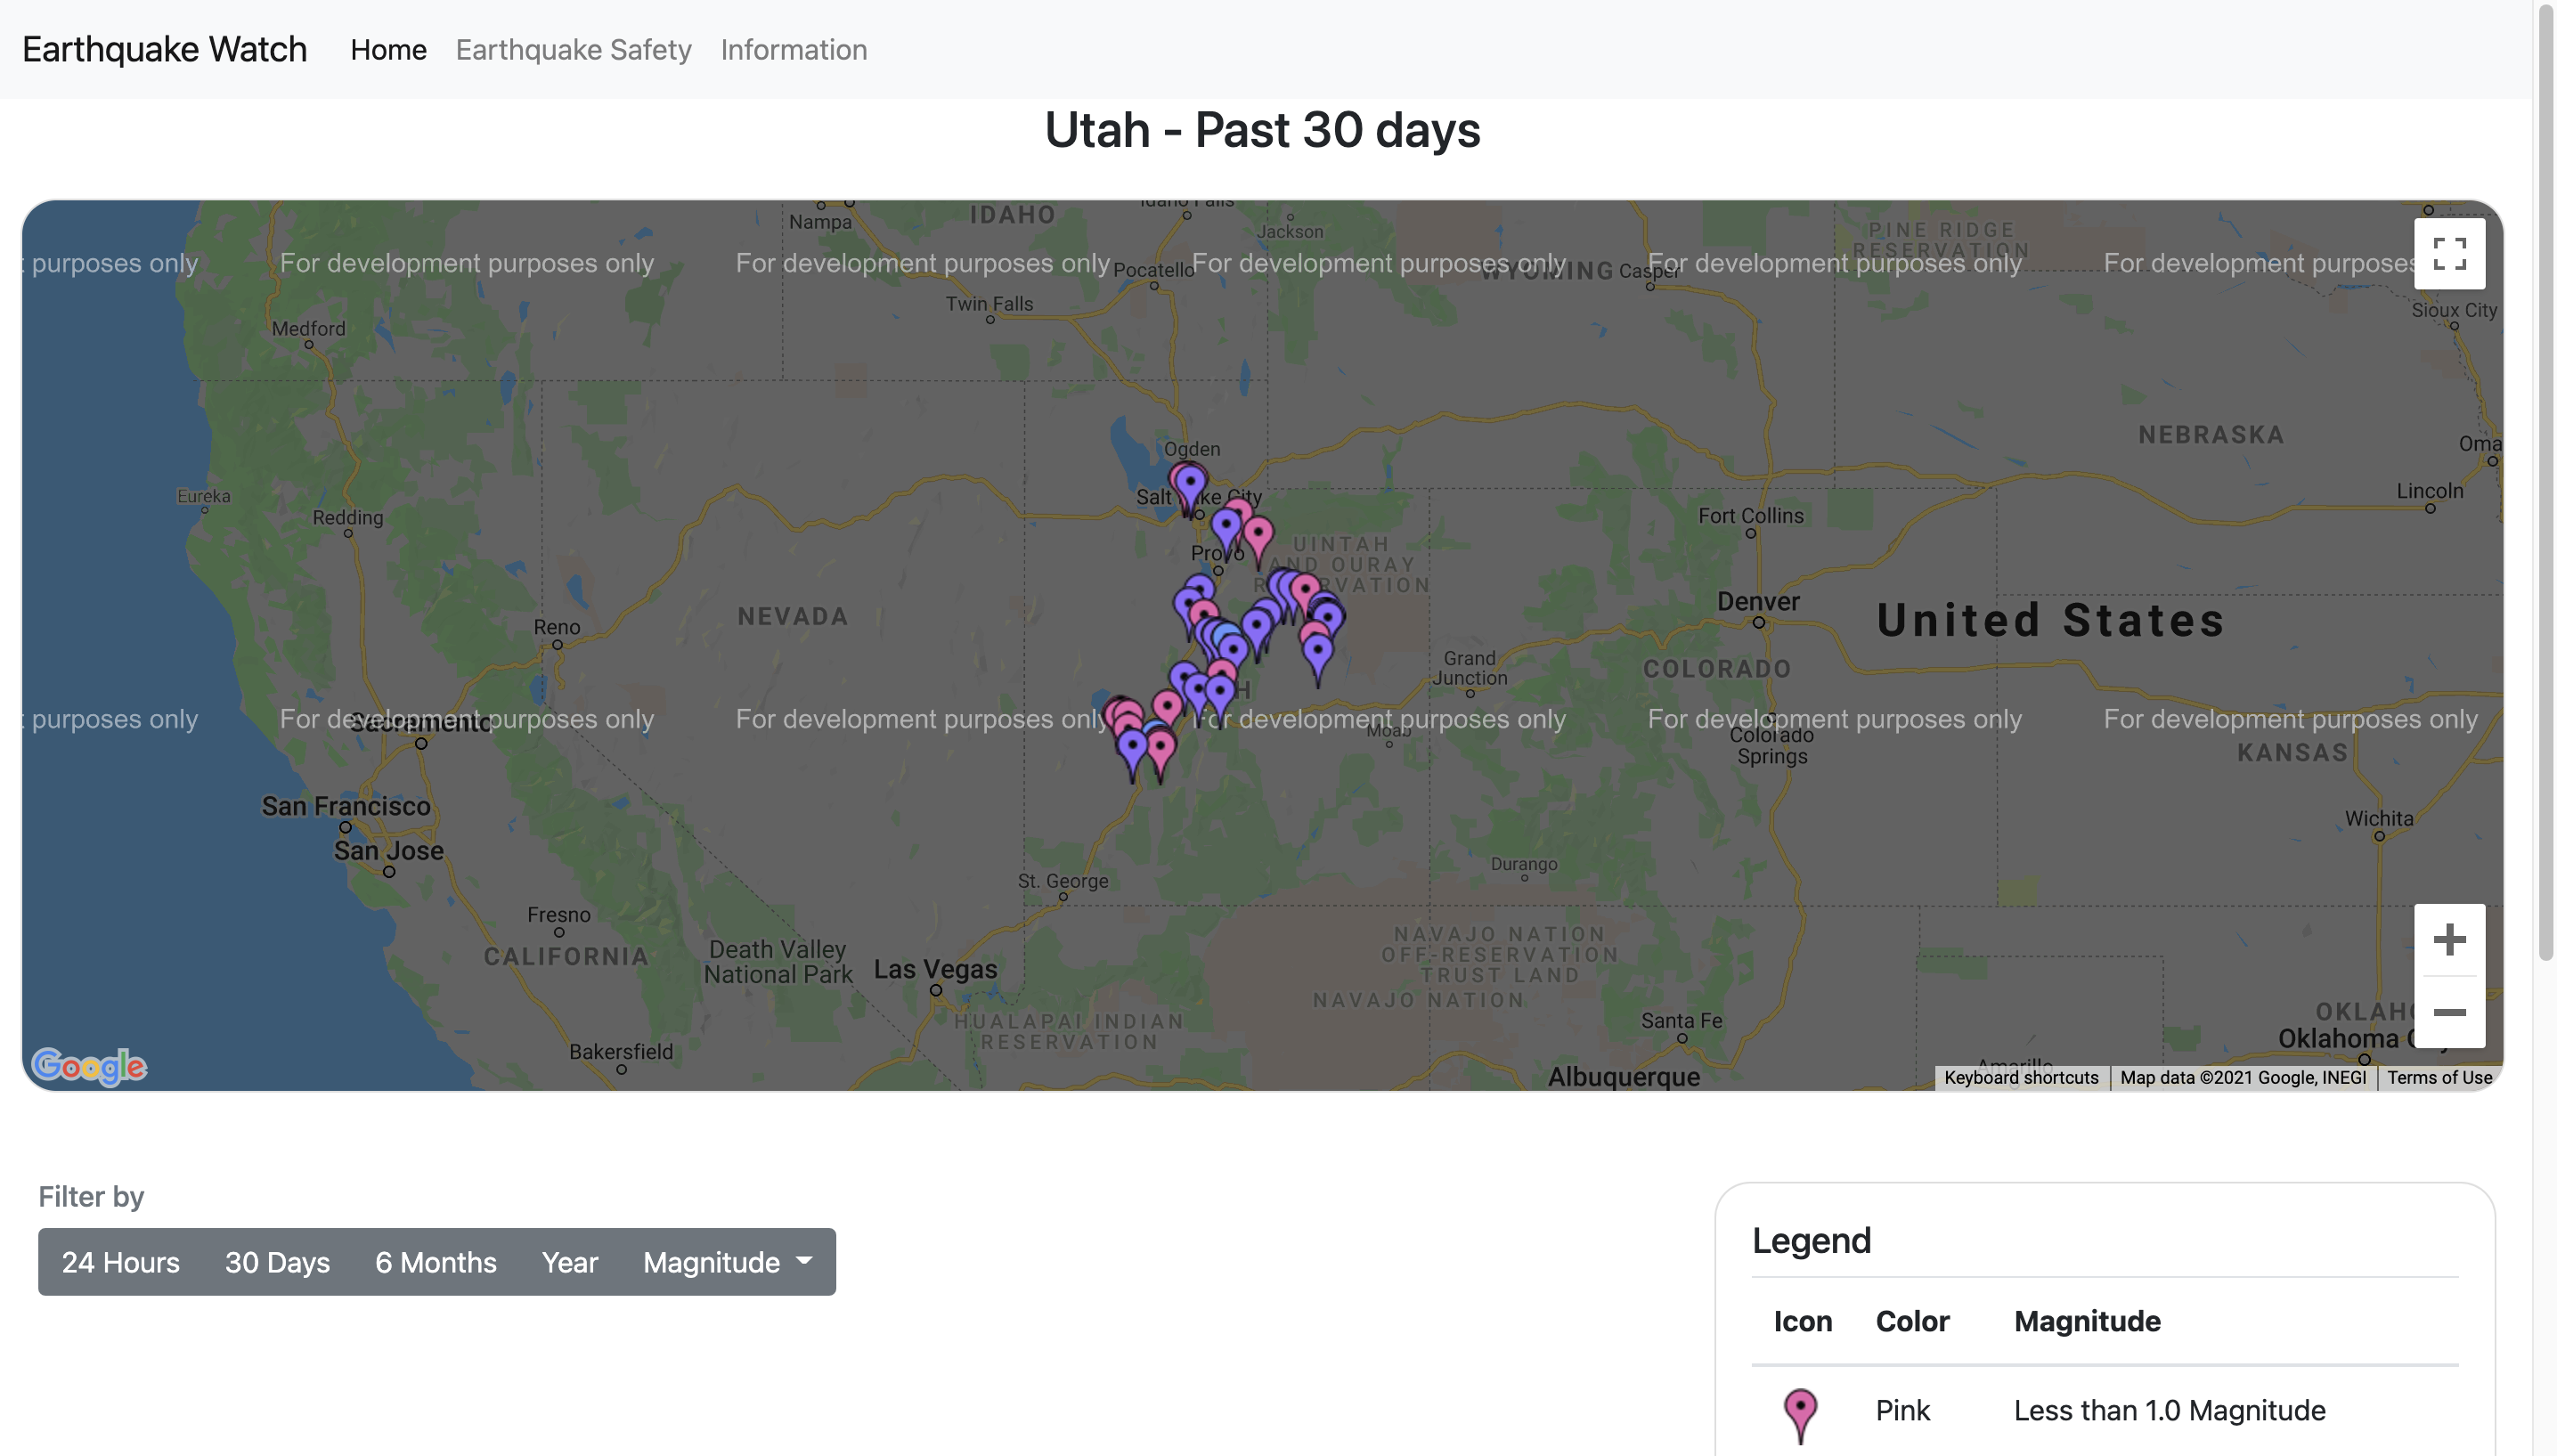 Earthquake Watch Home Earthquake Safety Information
Utah - Past 30 days
IDAHO
Nampa
Idaho Falls
Jackson
PINE RIDGE
RESERVATION
purposes only For development purposes only For development purposes only For development purposes only For development purposes only For development purposes
Pocatello
WYOMING
Casper
Twin Falls
Sioux City
Medford
NEBRASKA
Ogden
Eureka
Salt Lake City
Lincoln
Redding
Fort Collins
UINTAH
AND OURAY
RESERVATION
Provo
Denver
NEVADA
United States
Reno
Grand
Junction
COLORADO
purposes only For development purposes only For development purposes only For development purposes only For development purposes only For development purposes only
Sacramento
Moab
Colorado
Springs
KANSAS
San Francisco
Wichita
San Jose
Durango
St. George
Fresno
CALIFORNIA
Death Valley
National Park
Las Vegas
NAVAJO NATION
OFF-RESERVATION
TRUST LAND
NAVAJO NATION
HUALAPAI INDIAN
RESERVATION
Santa Fe
OKLAH
Oklahoma C
Bakersfield
Google
Amarillo
Albuquerque
Keyboard shortcuts Map data ©2021 Google, INEGI Terms of Use
Filter by
24 Hours 30 Days 6 Months Year Magnitude
Legend
Icon Color Magnitude
Pink Less than 1.0 Magnitude